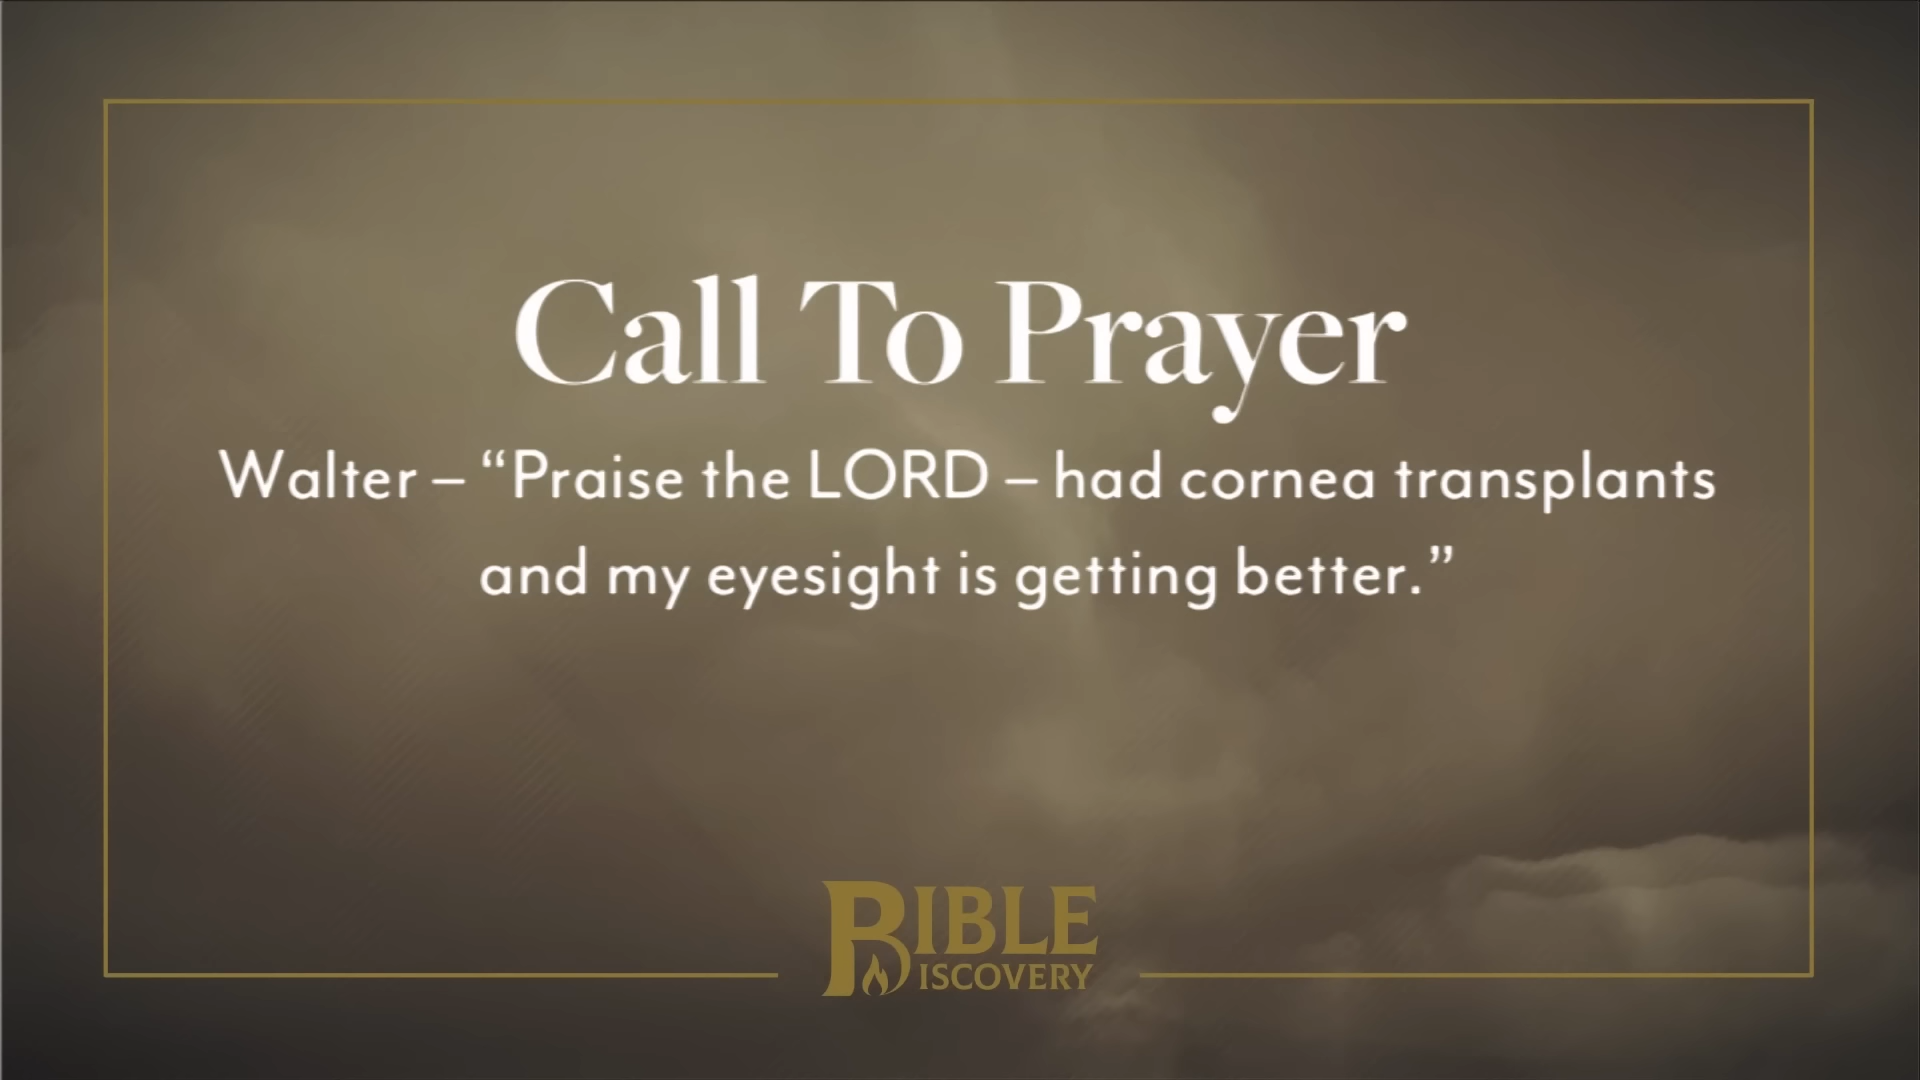 Call To Prayer
Walter – “Praise the LORD – had cornea transplants
and my eyesight is getting better.”
BIBLE
DISCOVERY